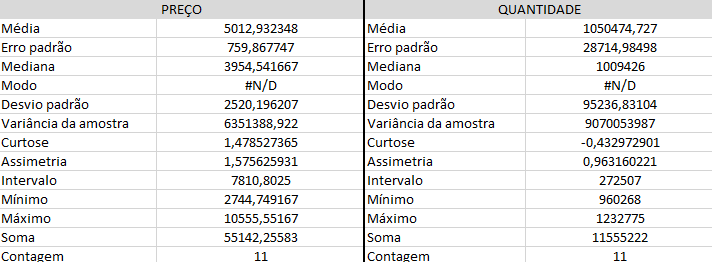 PREÇO QUANTIDADE
Média 5012,932348 Média 1050474,727
Erro padrão 759,867747 Erro padrão 28714,98498
Mediana 3954,541667 Mediana 1009426
Modo #N/D Modo #N/D
Desvio padrão 2520,196207 Desvio padrão 95236,83104
Variância da amostra 6351388,922 Variância da amostra 9070053987
Curtose 1,478527365 Curtose -0,432972901
Assimetria 1,575625931 Assimetria 0,963160221
Intervalo 7810,8025 Intervalo 272507
Mínimo 2744,749167 Mínimo 960268
Máximo 10555,55167 Máximo 1232775
Soma 55142,25583 Soma 11555222
Contagem 11 Contagem 11